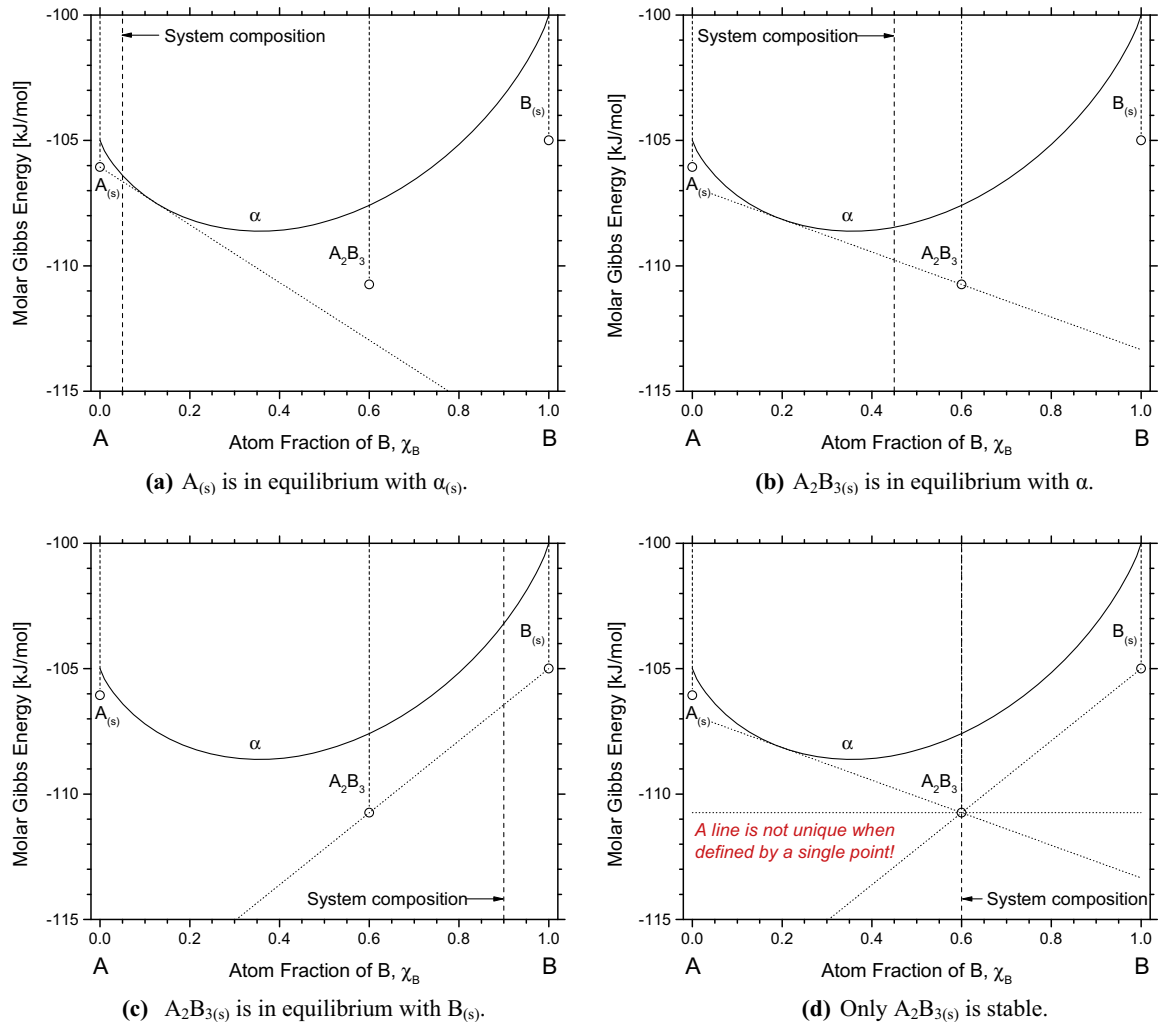 -100
System composition
B(s)
-105
A(s)
α
-110
A₂B₃
-115
Molar Gibbs Energy [kJ/mol]
0.0 0.2 0.4 0.6 0.8 1.0
A B
Atom Fraction of B, χB
(a) A(s) is in equilibrium with α(s).
-100
System composition
B(s)
-105
A(s)
α
-110
A₂B₃
-115
Molar Gibbs Energy [kJ/mol]
0.0 0.2 0.4 0.6 0.8 1.0
A B
Atom Fraction of B, χB
(b) A₂B₃(s) is in equilibrium with α.
-100
B(s)
-105
A(s)
α
-110
A₂B₃
System composition
-115
Molar Gibbs Energy [kJ/mol]
0.0 0.2 0.4 0.6 0.8 1.0
A B
Atom Fraction of B, χB
(c) A₂B₃(s) is in equilibrium with B(s).
-100
B(s)
-105
A(s)
α
-110
A₂B₃
A line is not unique when
defined by a single point!
System composition
-115
Molar Gibbs Energy [kJ/mol]
0.0 0.2 0.4 0.6 0.8 1.0
A B
Atom Fraction of B, χB
(d) Only A₂B₃(s) is stable.